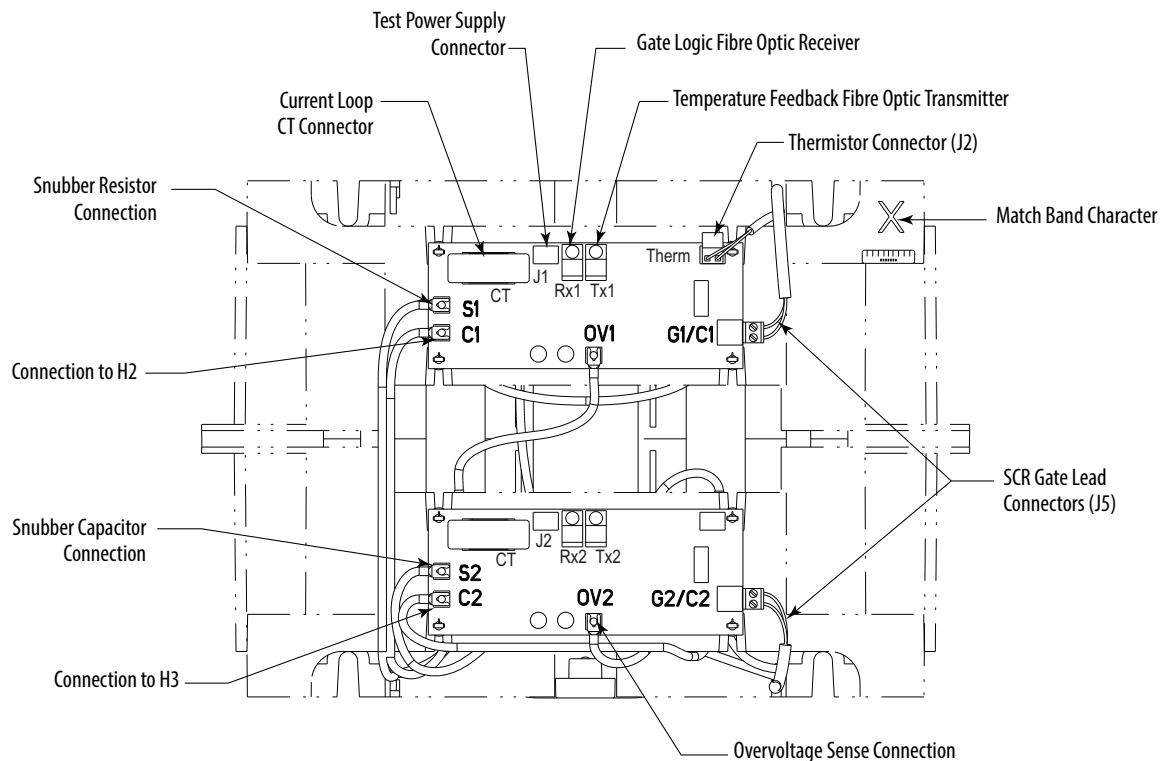 Test Power Supply
Connector
Gate Logic Fibre Optic Receiver
Current Loop
CT Connector
Temperature Feedback Fibre Optic Transmitter
Thermistor Connector (J2)
Snubber Resistor
Connection
X
Match Band Character
Therm
J1
CT
Rx1
Tx1
S1
C1
OV1
G1/C1
Connection to H2
SCR Gate Lead
Connectors (J5)
Snubber Capacitor
Connection
J2
CT
Rx2
Tx2
S2
C2
OV2
G2/C2
Connection to H3
Overvoltage Sense Connection